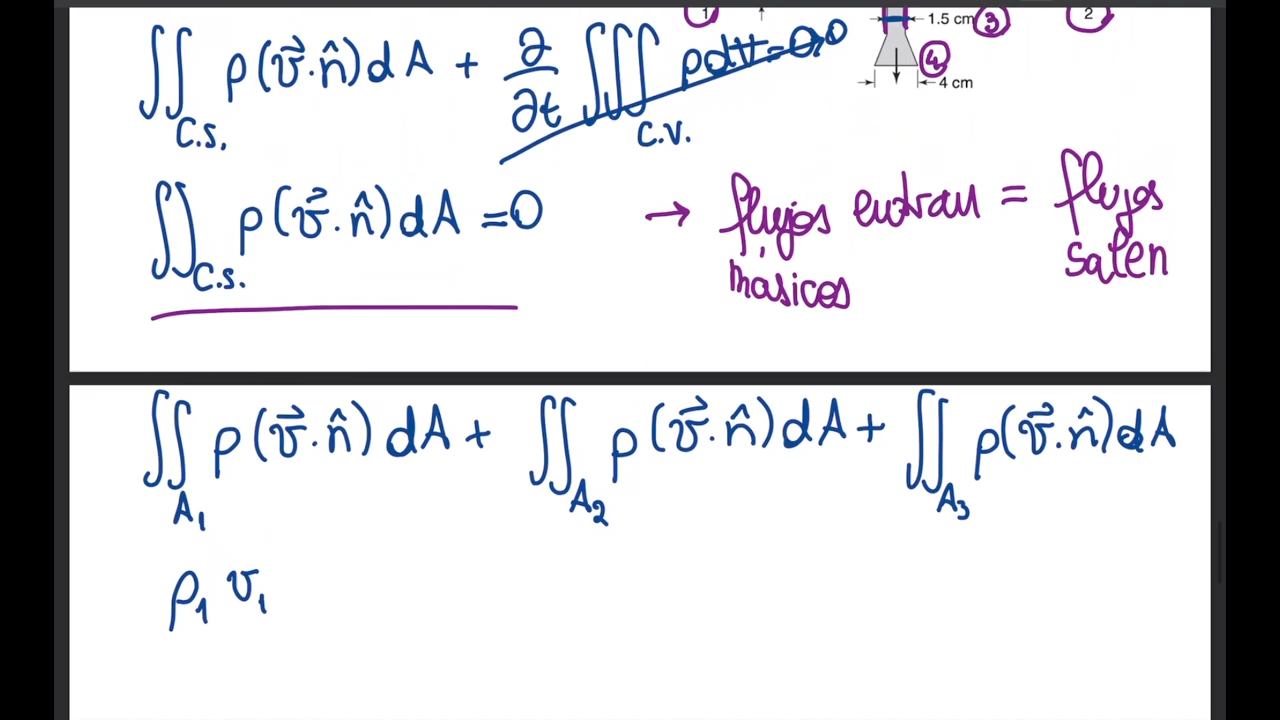 1 1.5 cm 3 2
∬_{C.S.} ρ(v⃗·n̂)dA + ∂/∂t ∭_{C.V.} ρdV = 0 0
4
4 cm
∬_{C.S.} ρ(v⃗·n̂)dA = 0 → flujos entran = flujos
másicos salen
∬_{A₁} ρ(v⃗·n̂)dA + ∬_{A₂} ρ(v⃗·n̂)dA + ∬_{A₃} ρ(v⃗·n̂)dA
ρ₁ v₁